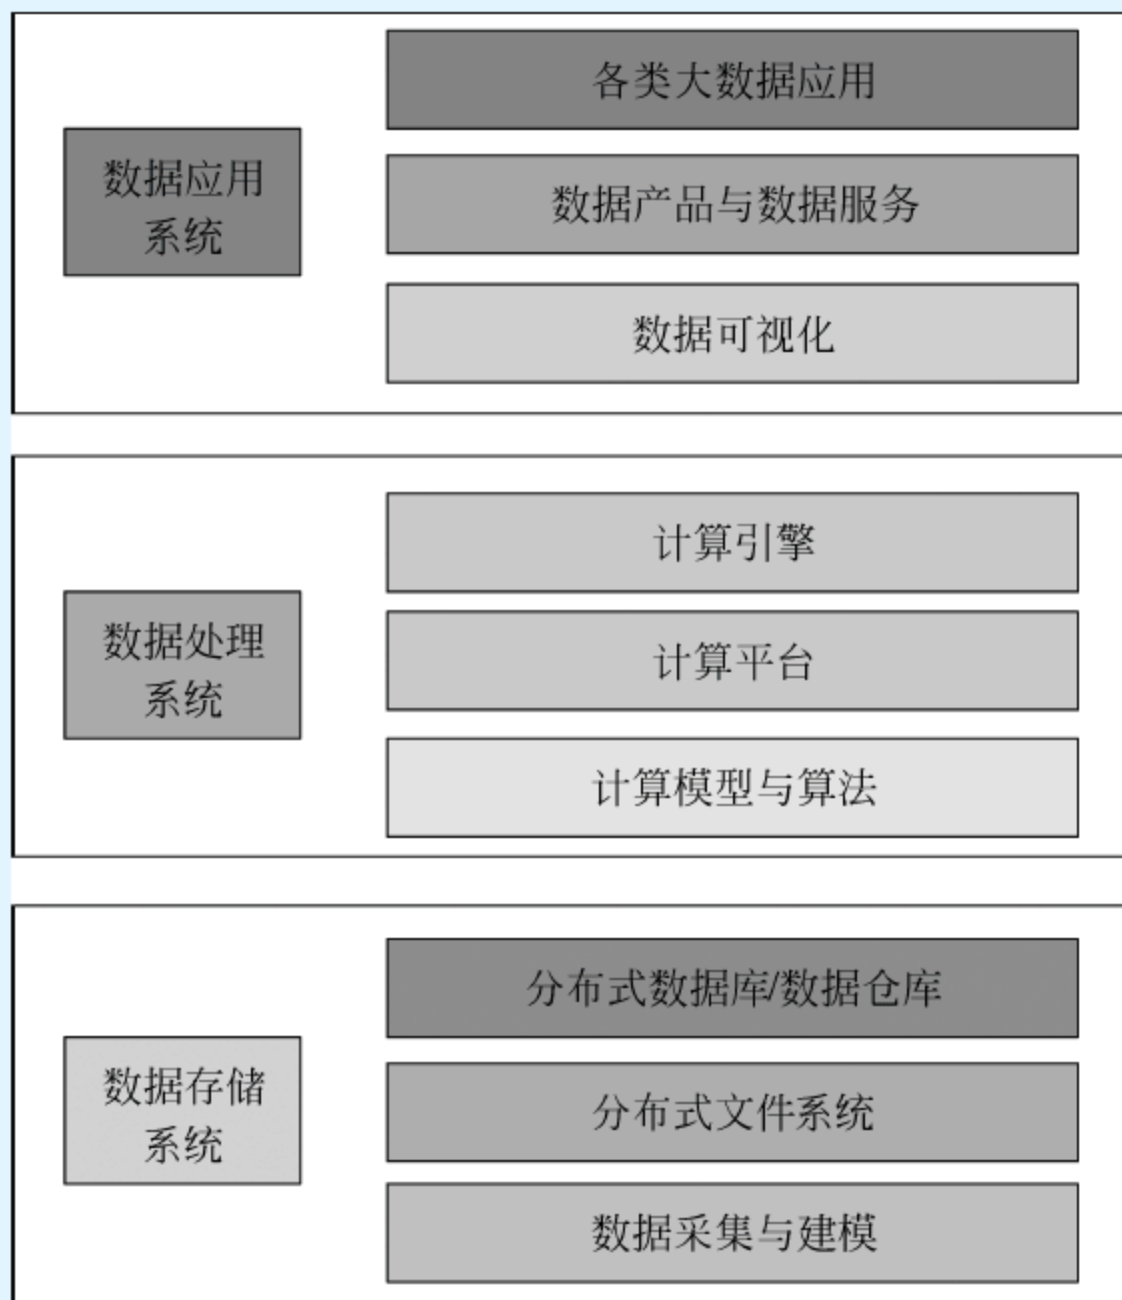 各类大数据应用
数据应用
系统
数据产品与数据服务
数据可视化
计算引擎
数据处理
系统
计算平台
计算模型与算法
分布式数据库/数据仓库
数据存储
系统
分布式文件系统
数据采集与建模